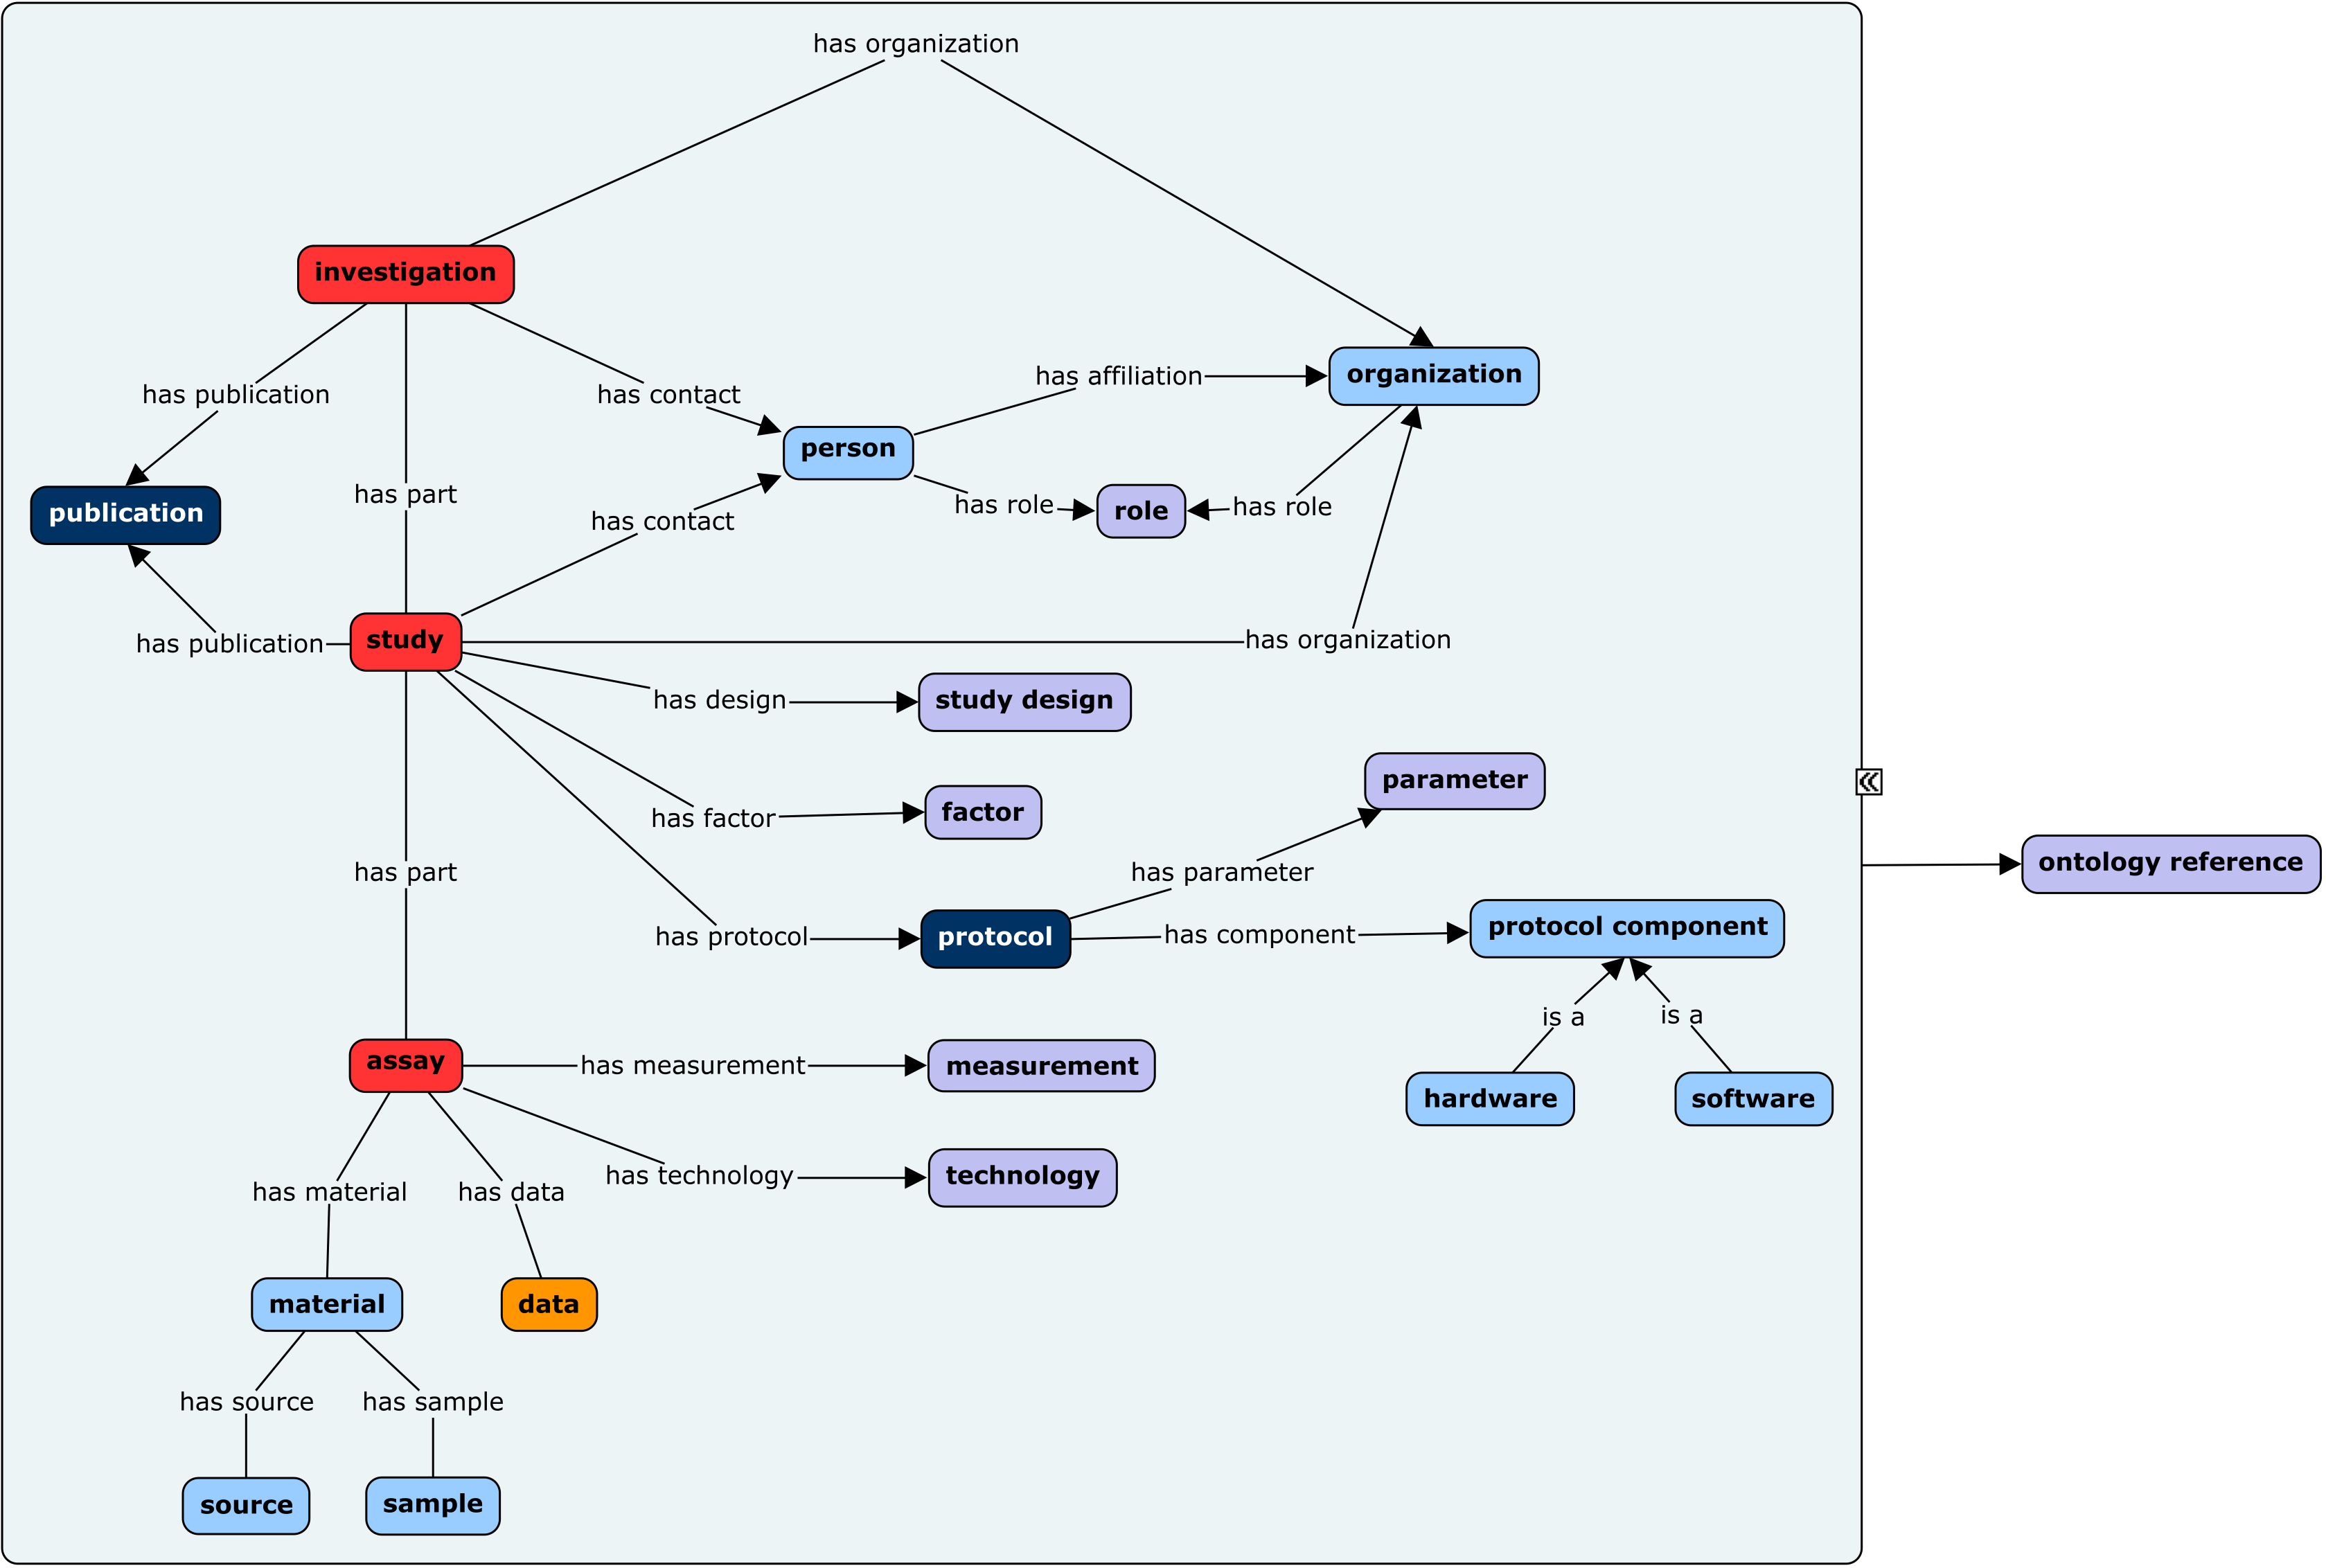 has organization
investigation
organization
has affiliation
has publication
has contact
person
has part
has role
role
has role
publication
has contact
study
has publication
has organization
has design
study design
parameter
has factor
factor
has part
has parameter
ontology reference
protocol component
has protocol
protocol
has component
is a
is a
assay
has measurement
measurement
hardware
software
has technology
technology
has material
has data
material
data
has source
has sample
source
sample